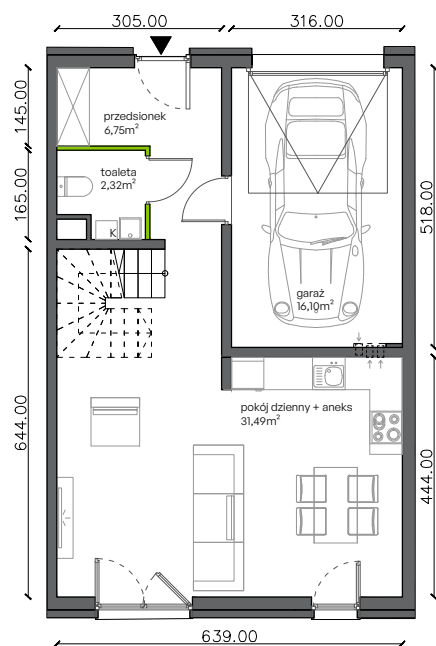 305.00 316.00
145.00
165.00
644.00
518.00
444.00
przedsionek
6,75m²
toaleta
2,32m²
K
garaż
16,10m²
pokój dzienny + aneks
31,49m²
639.00